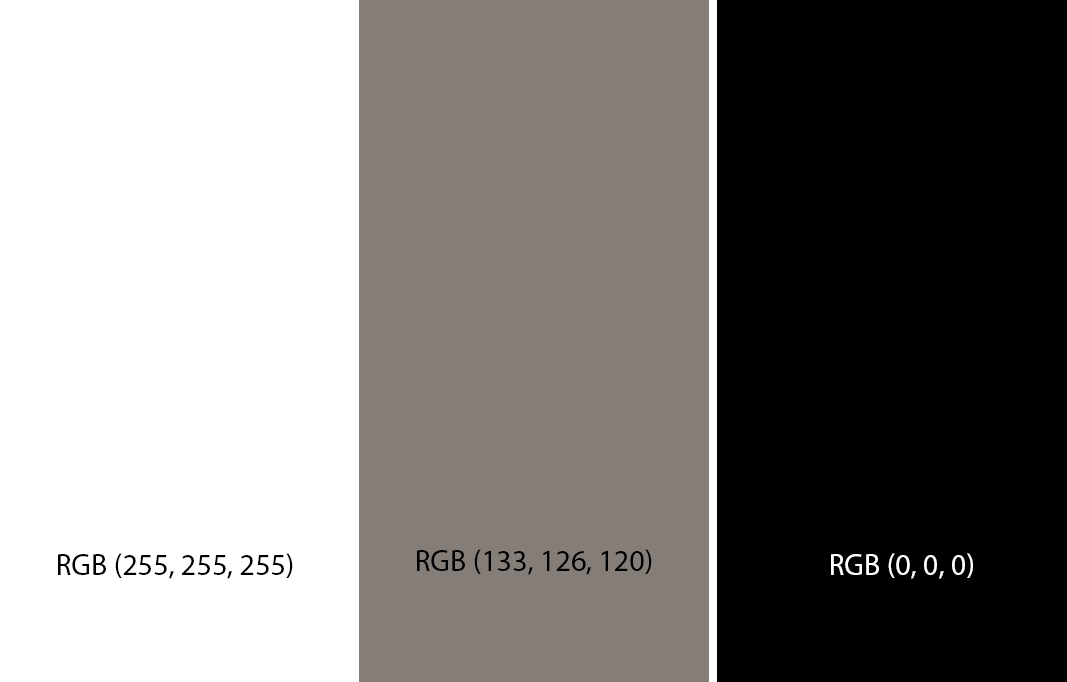 RGB (255, 255, 255)
RGB (133, 126, 120)
RGB (0, 0, 0)